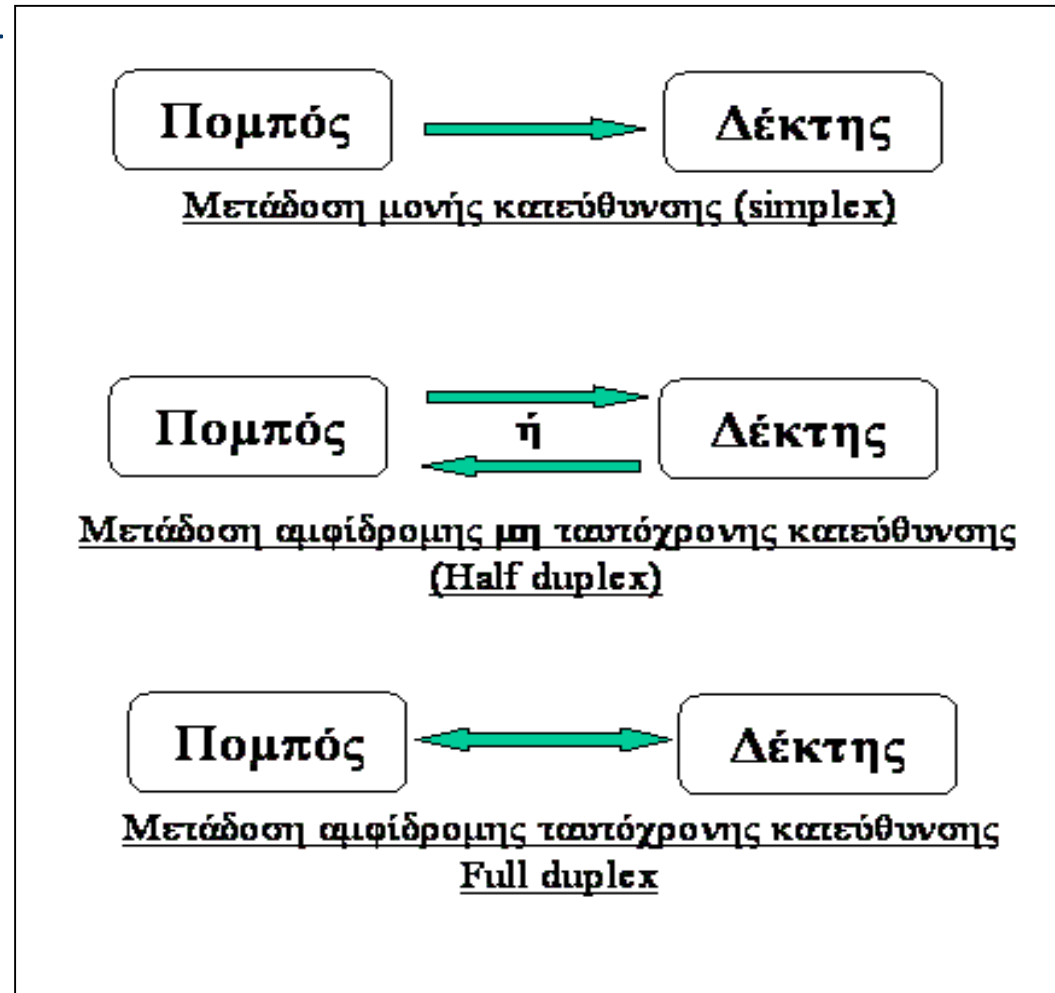 Πομπός Δέκτης
Μετάδοση μονής κατεύθυνσης (simplex)
Πομπός ή Δέκτης
Μετάδοση αμφίδρομης μη ταυτόχρονης κατεύθυνσης
(Half duplex)
Πομπός Δέκτης
Μετάδοση αμφίδρομης ταυτόχρονης κατεύθυνσης
Full duplex